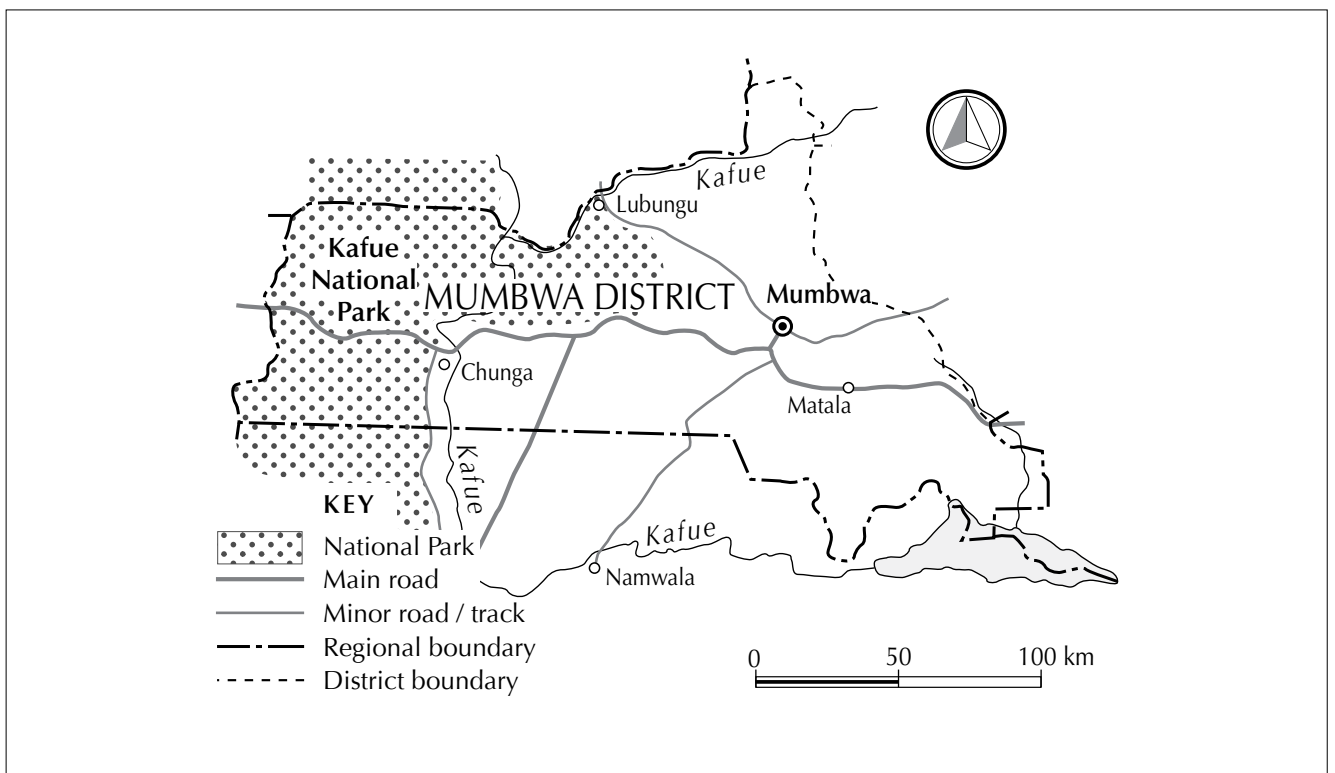 Kafue
Lubungu
Kafue
National
Park
MUMBWA DISTRICT
Mumbwa
Chunga
Matala
Kafue
Kafue
Namwala
KEY
National Park
Main road
Minor road / track
Regional boundary
District boundary
0 50 100 km